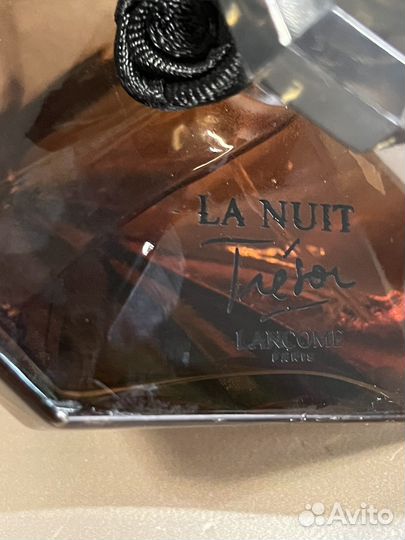 LA NUIT
Trésor
LANCOME
PARIS
Avito